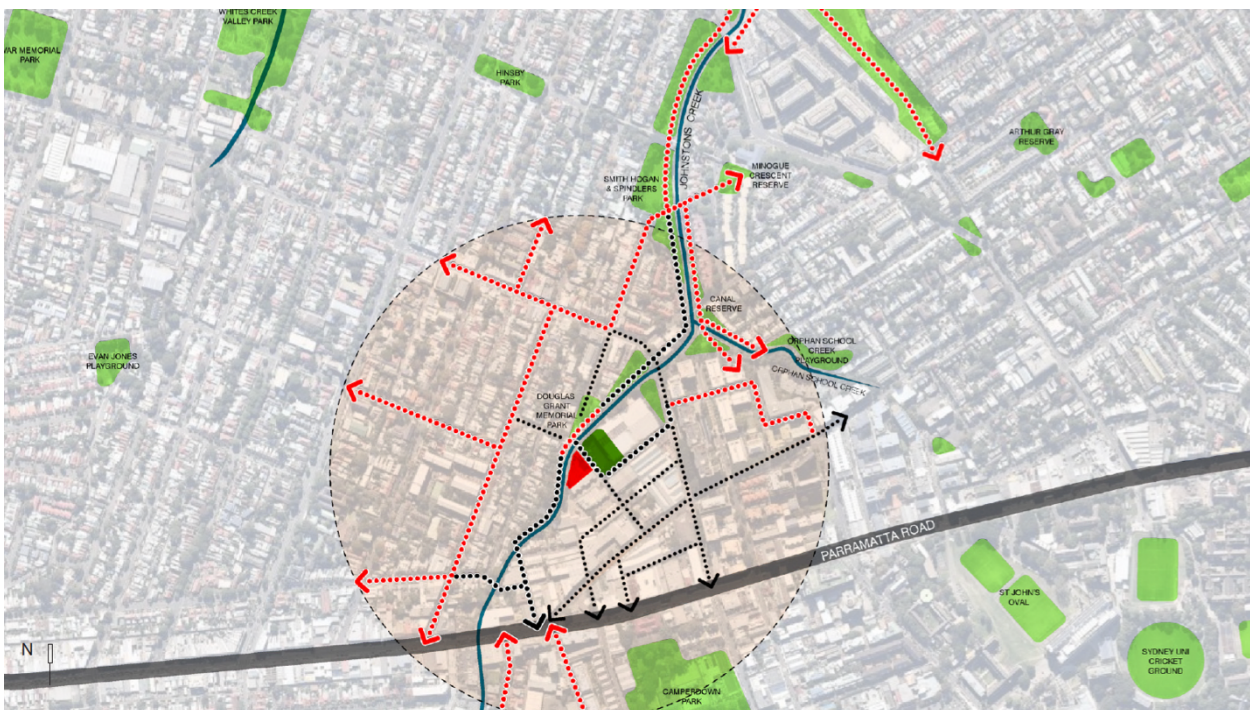 WHITES CREEK
VALLEY PARK
WAR MEMORIAL
PARK
HINSBY
PARK
JOHNSTONS CREEK
ARTHUR GRAY
RESERVE
SMITH HOGAN
& SPINDLERS
PARK
MINOGUE
CRESCENT
RESERVE
CANAL
RESERVE
EVAN JONES
PLAYGROUND
ORPHAN SCHOOL
CREEK
PLAYGROUND
ORPHAN SCHOOL CREEK
DOUGLAS
GRANT
MEMORIAL
PARK
PARRAMATTA ROAD
ST JOHN'S
OVAL
N
SYDNEY UNI
CRICKET
GROUND
CAMPERDOWN
PARK